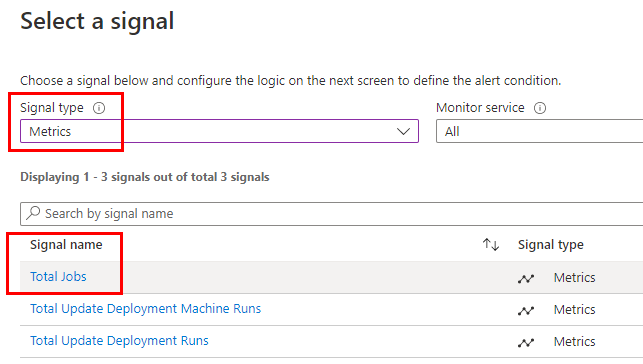 Select a signal
Choose a signal below and configure the logic on the next screen to define the alert condition.
Signal type Monitor service
Metrics All
Displaying 1 - 3 signals out of total 3 signals
Search by signal name
Signal name Signal type
Total Jobs Metrics
Total Update Deployment Machine Runs Metrics
Total Update Deployment Runs Metrics